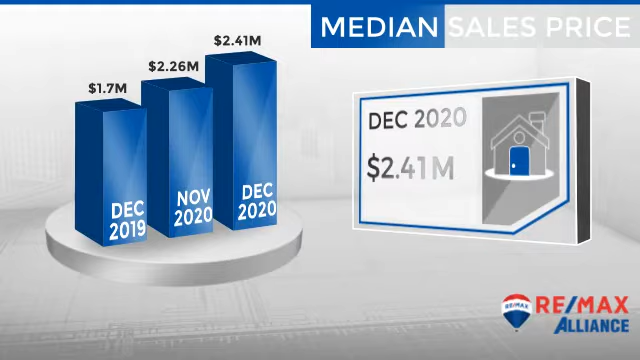 MEDIAN SALES PRICE
$1.7M
$2.26M
$2.41M
DEC
2019
NOV
2020
DEC
2020
DEC 2020
$2.41M
RE/MAX
RE/MAX
ALLIANCE